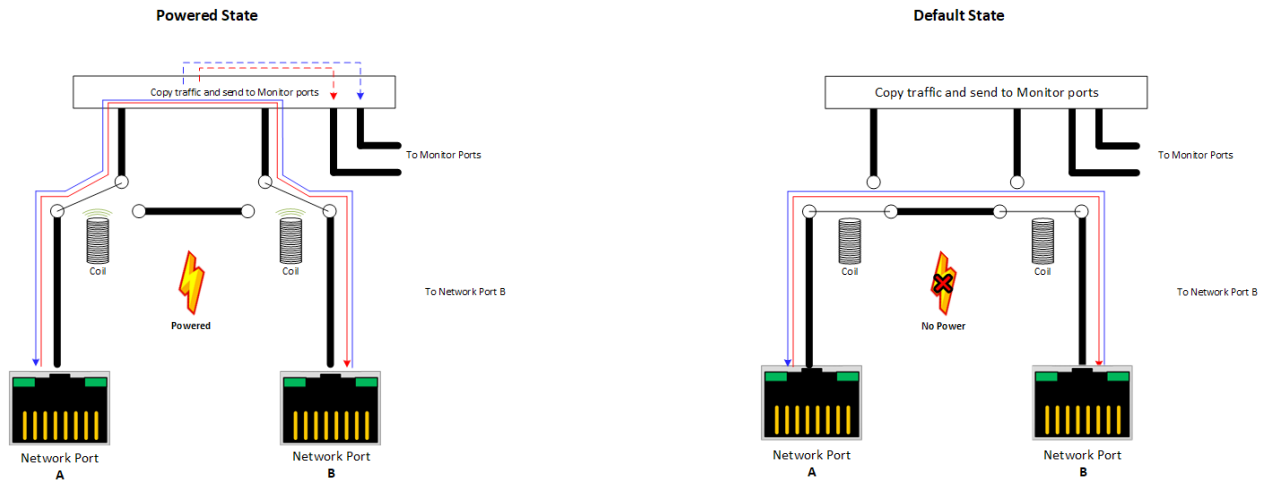 Powered State
Copy traffic and send to Monitor ports
To Monitor Ports
Coil
Coil
To Network Port B
Powered
Network Port
A
Network Port
B
Default State
Copy traffic and send to Monitor ports
To Monitor Ports
Coil
Coil
To Network Port B
No Power
Network Port
A
Network Port
B